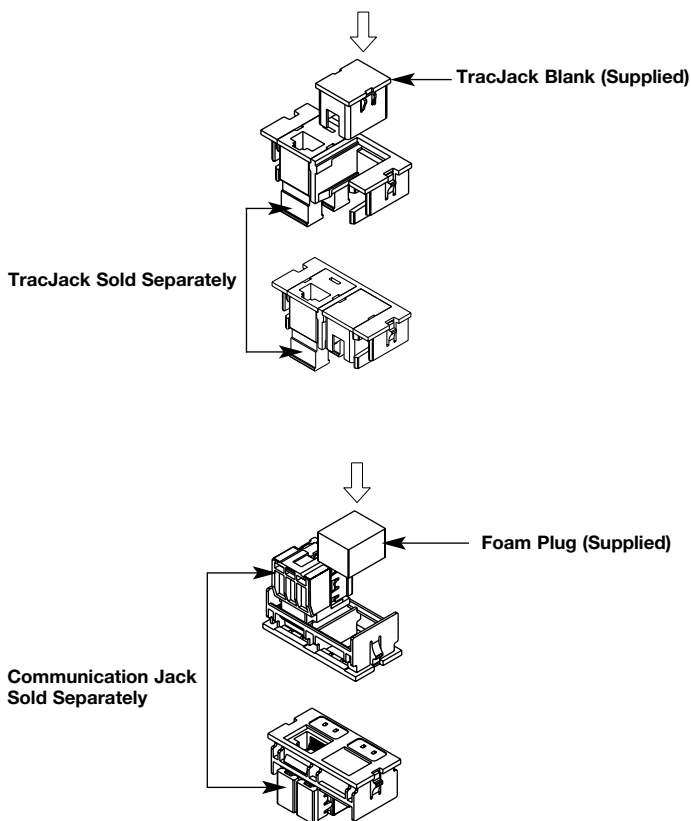 TracJack Blank (Supplied)
TracJack Sold Separately
Foam Plug (Supplied)
Communication Jack
Sold Separately